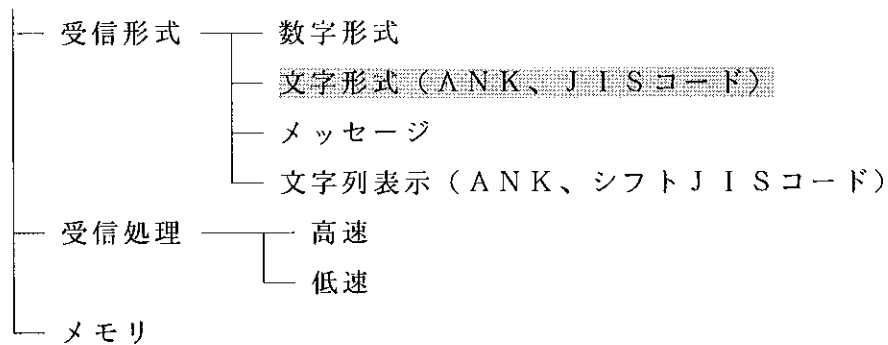 受信形式 数字形式
文字形式（ＡＮＫ、ＪＩＳコード）
メッセージ
文字列表示（ＡＮＫ、シフトＪＩＳコード）
受信処理 高速
低速
メモリ